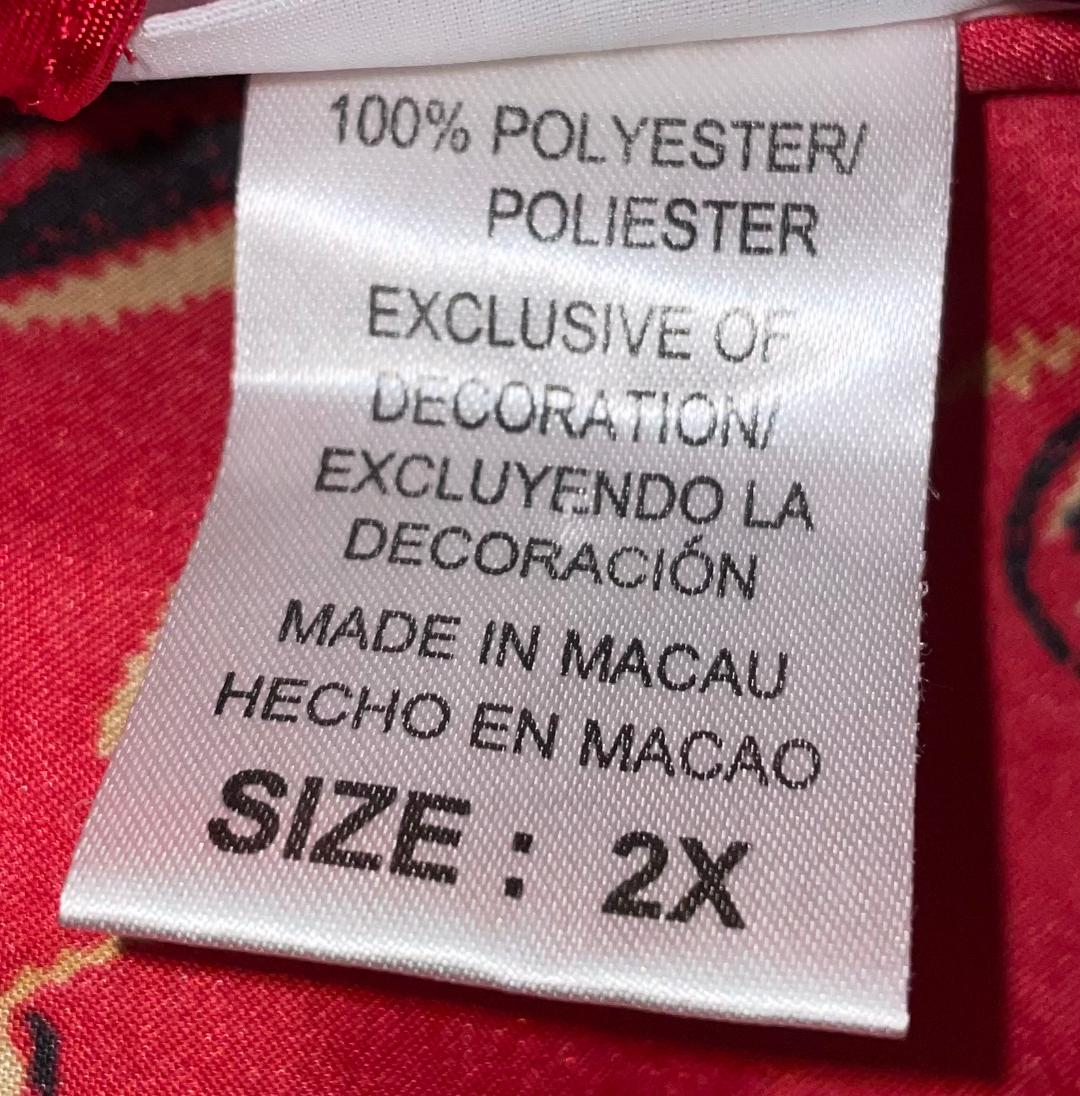 100% POLYESTER/
POLIESTER
EXCLUSIVE OF
DECORATION/
EXCLUYENDO LA
DECORACIÓN
MADE IN MACAU
HECHO EN MACAO
SIZE : 2X